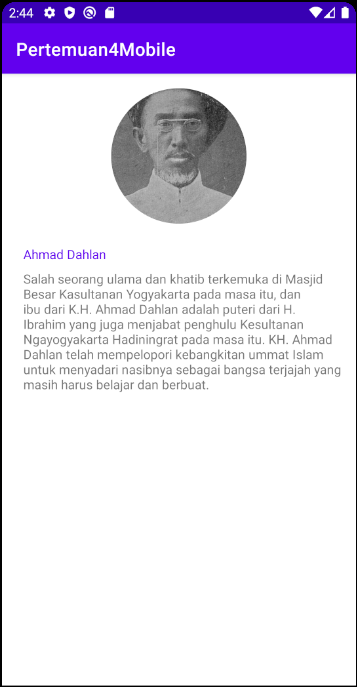 2:44
Pertemuan4Mobile
Ahmad Dahlan
Salah seorang ulama dan khatib terkemuka di Masjid
Besar Kasultanan Yogyakarta pada masa itu, dan
ibu dari K.H. Ahmad Dahlan adalah puteri dari H.
Ibrahim yang juga menjabat penghulu Kesultanan
Ngayogyakarta Hadiningrat pada masa itu. KH. Ahmad
Dahlan telah mempelopori kebangkitan ummat Islam
untuk menyadari nasibnya sebagai bangsa terjajah yang
masih harus belajar dan berbuat.